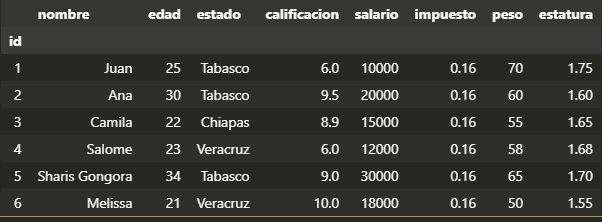 nombre edad estado calificacion salario impuesto peso estatura
id
1 Juan 25 Tabasco 6.0 10000 0.16 70 1.75
2 Ana 30 Tabasco 9.5 20000 0.16 60 1.60
3 Camila 22 Chiapas 8.9 15000 0.16 55 1.65
4 Salome 23 Veracruz 6.0 12000 0.16 58 1.68
5 Sharis Gongora 34 Tabasco 9.0 30000 0.16 65 1.70
6 Melissa 21 Veracruz 10.0 18000 0.16 50 1.55